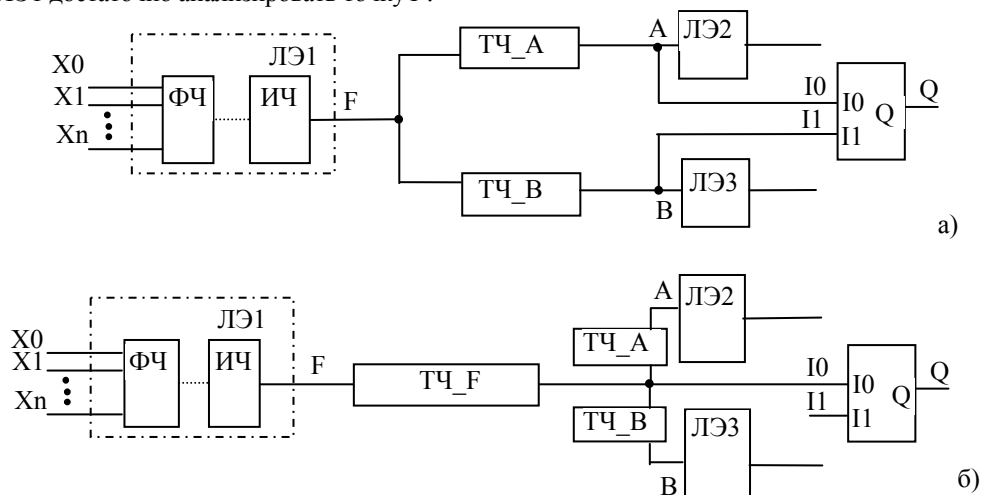 ЛЭ1
X0
X1
Xn
ФЧ
ИЧ
F
ТЧ_А
ТЧ_В
А
ЛЭ2
В
ЛЭ3
I0
I1
I0
I1
Q
Q
а)
ЛЭ1
X0
X1
Xn
ФЧ
ИЧ
F
ТЧ_F
ТЧ_А
ТЧ_В
А
ЛЭ2
В
ЛЭ3
I0
I1
I0
I1
Q
Q
б)